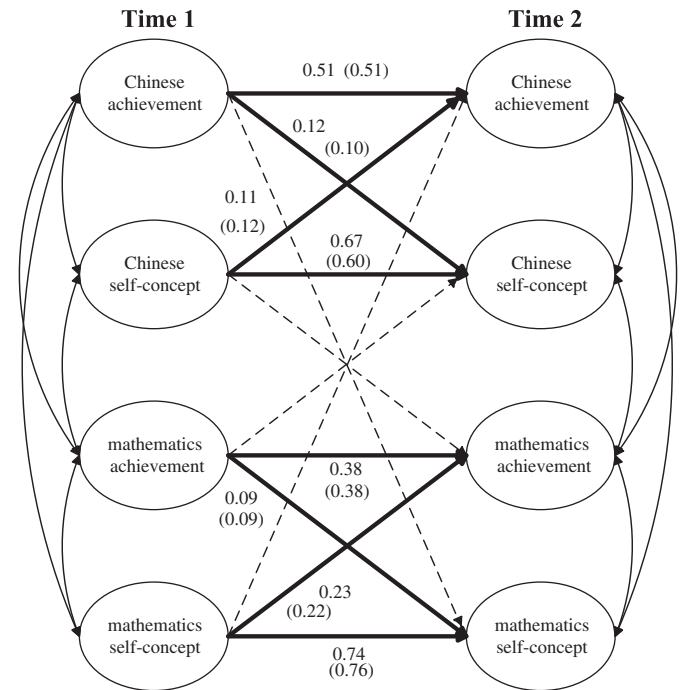 Time 1
Time 2
Chinese
achievement
0.51 (0.51)
Chinese
achievement
0.12
(0.10)
0.11
(0.12)
Chinese
self-concept
0.67
(0.60)
Chinese
self-concept
mathematics
achievement
0.38
(0.38)
mathematics
achievement
0.09
(0.09)
0.23
(0.22)
mathematics
self-concept
0.74
(0.76)
mathematics
self-concept